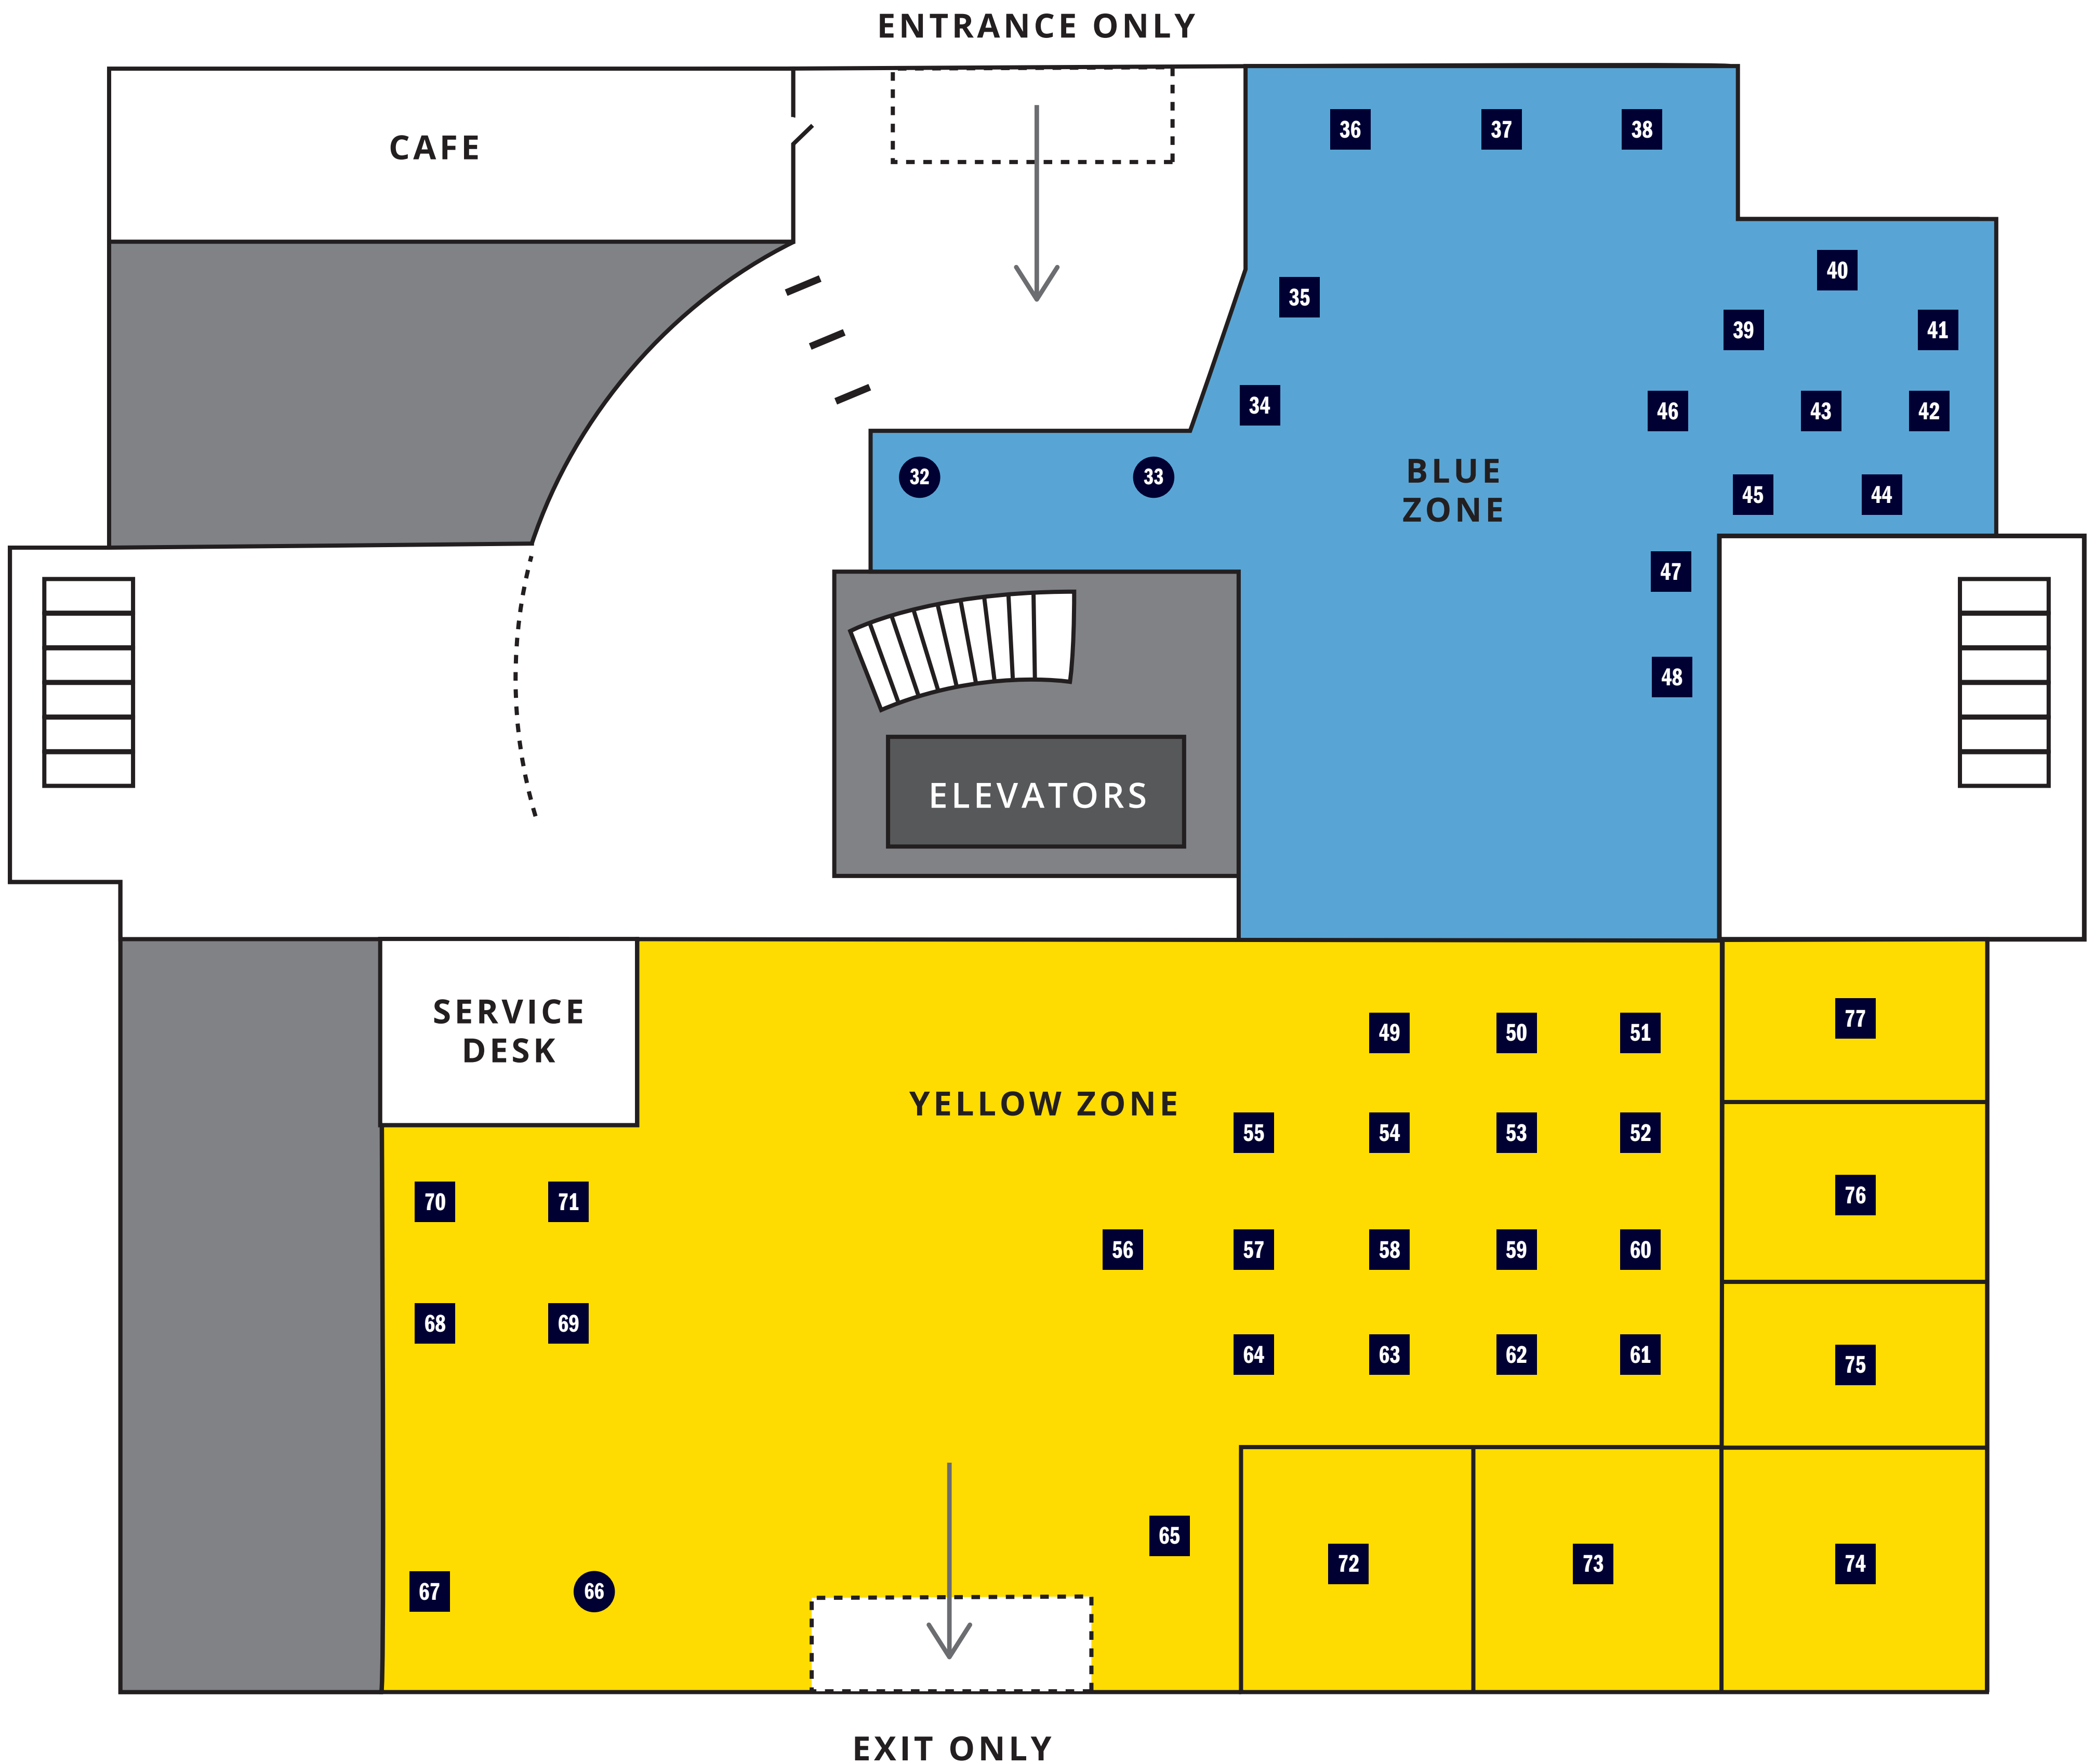 ENTRANCE ONLY
CAFE
36 37 38
40
35
39 41
34 46 43 42
32 33
BLUE
ZONE
45 44
47
48
ELEVATORS
SERVICE
DESK
77
49 50 51
YELLOW ZONE
55 54 53 52
70 71
76
56 57 58 59 60
68 69
64 63 62 61
75
65
72 73 74
67 66
EXIT ONLY